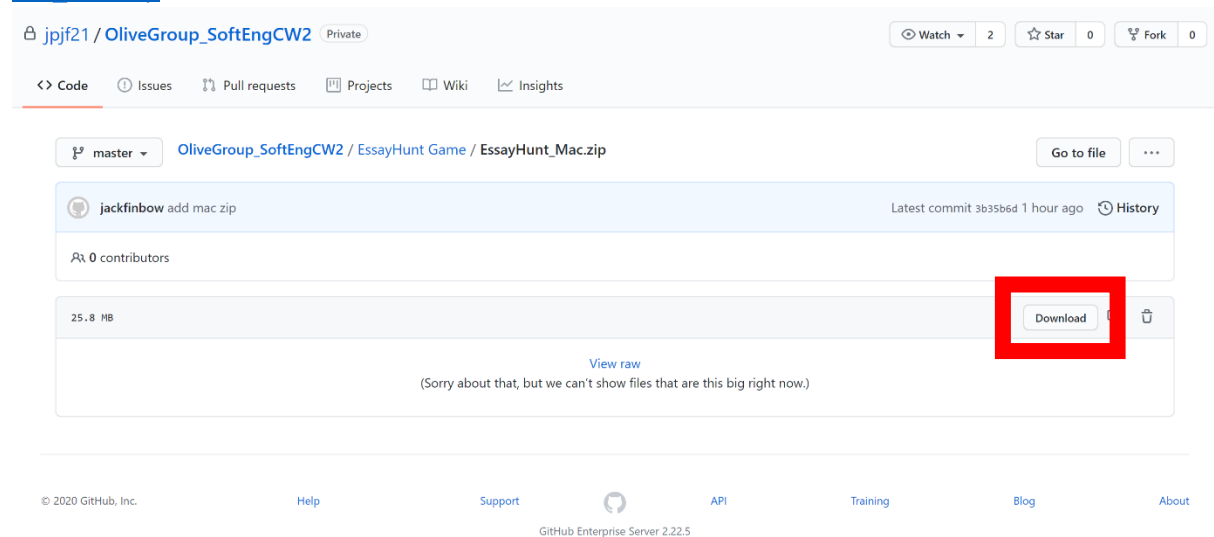 jpjf21 / OliveGroup_SoftEngCW2 Private
Watch 2 Star 0 Fork 0
Code Issues Pull requests Projects Wiki Insights
master OliveGroup_SoftEngCW2 / EssayHunt Game / EssayHunt_Mac.zip Go to file ...
jackfinbow add mac zip Latest commit 3b35b6d 1 hour ago History
0 contributors
25.8 MB Download
View raw
(Sorry about that, but we can't show files that are this big right now.)
© 2020 GitHub, Inc. Help Support API Training Blog About
GitHub Enterprise Server 2.22.5